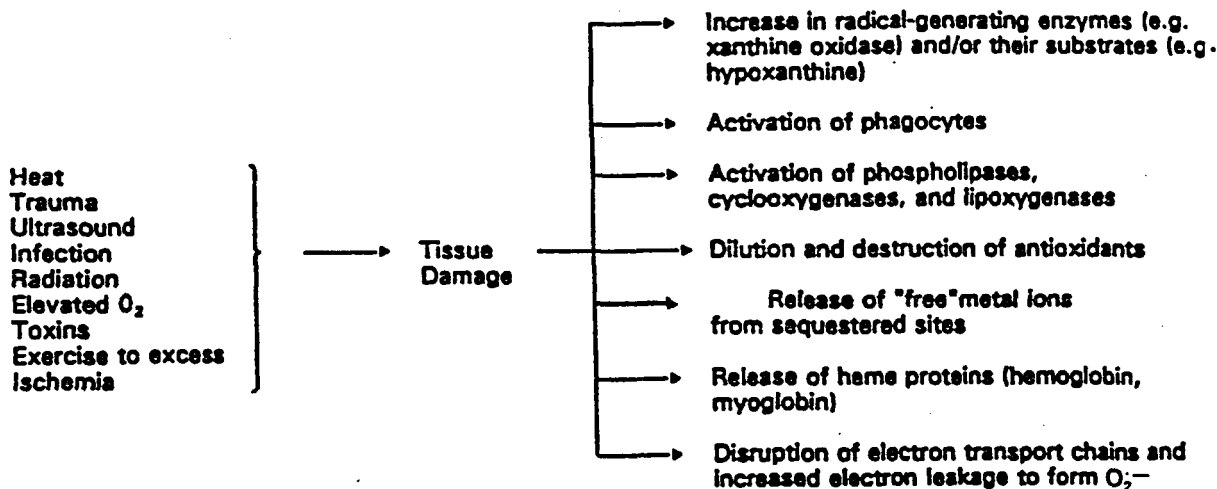 Heat
Trauma
Ultrasound
Infection
Radiation
Elevated O₂
Toxins
Exercise to excess
Ischemia
Tissue
Damage
Increase in radical-generating enzymes (e.g.
xanthine oxidase) and/or their substrates (e.g.
hypoxanthine)
Activation of phagocytes
Activation of phospholipases,
cyclooxygenases, and lipoxygenases
Dilution and destruction of antioxidants
Release of "free"metal ions
from sequestered sites
Release of heme proteins (hemoglobin,
myoglobin)
Disruption of electron transport chains and
increased electron leakage to form O₂·−